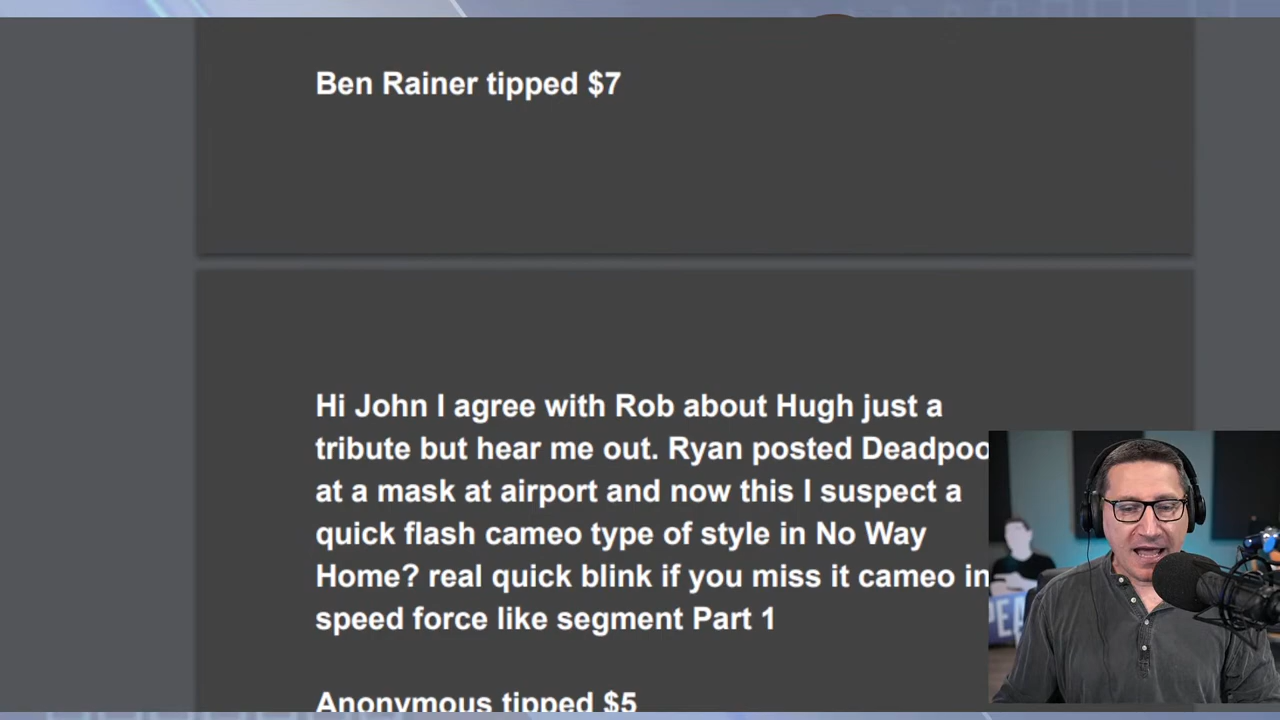 Ben Rainer tipped $7
Hi John I agree with Rob about Hugh just a
tribute but hear me out. Ryan posted Deadpoo
at a mask at airport and now this I suspect a
quick flash cameo type of style in No Way
Home? real quick blink if you miss it cameo in
speed force like segment Part 1
Anonymous tipped $5